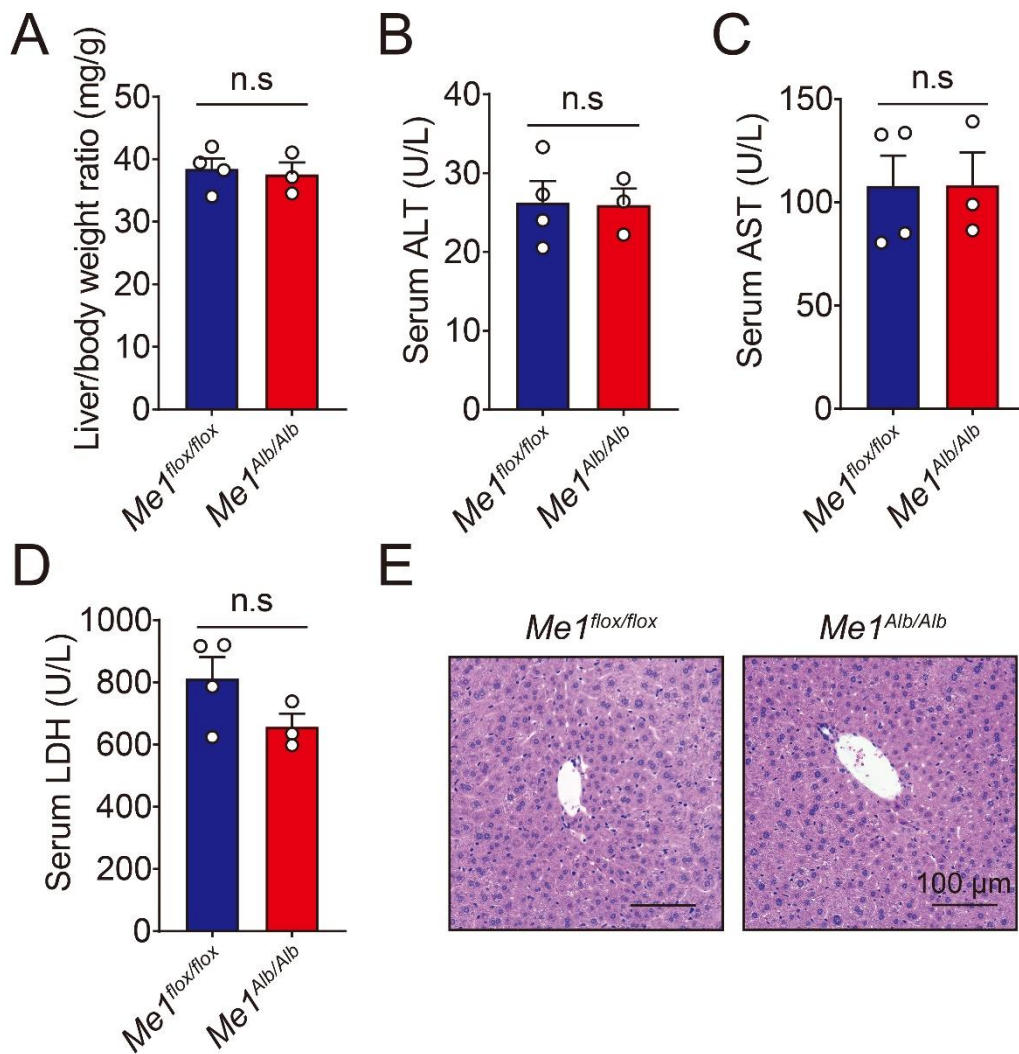 A
Liver/body weight ratio (mg/g)
n.s
50
40
30
20
10
0
Me1flox/flox
Me1Alb/Alb
B
Serum ALT (U/L)
n.s
40
30
20
10
0
Me1flox/flox
Me1Alb/Alb
C
Serum AST (U/L)
n.s
150
100
50
0
Me1flox/flox
Me1Alb/Alb
D
Serum LDH (U/L)
n.s
1000
800
600
400
200
0
Me1flox/flox
Me1Alb/Alb
E
Me1flox/flox
Me1Alb/Alb
100 μm